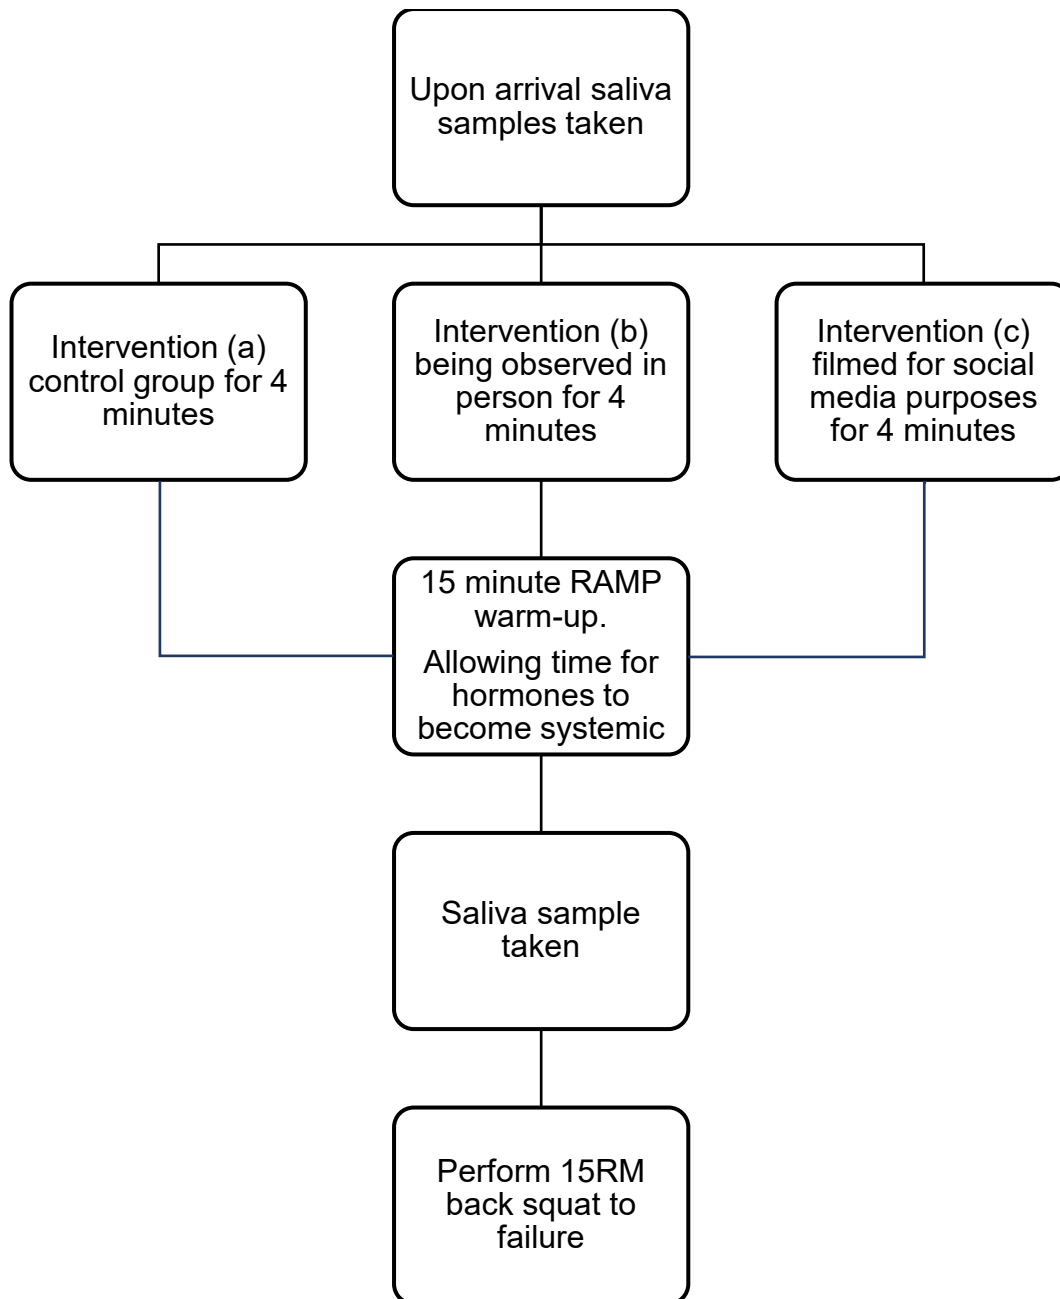 Upon arrival saliva
samples taken
Intervention (a)
control group for 4
minutes
Intervention (b)
being observed in
person for 4
minutes
Intervention (c)
filmed for social
media purposes
for 4 minutes
15 minute RAMP
warm-up.
Allowing time for
hormones to
become systemic
Saliva sample
taken
Perform 15RM
back squat to
failure